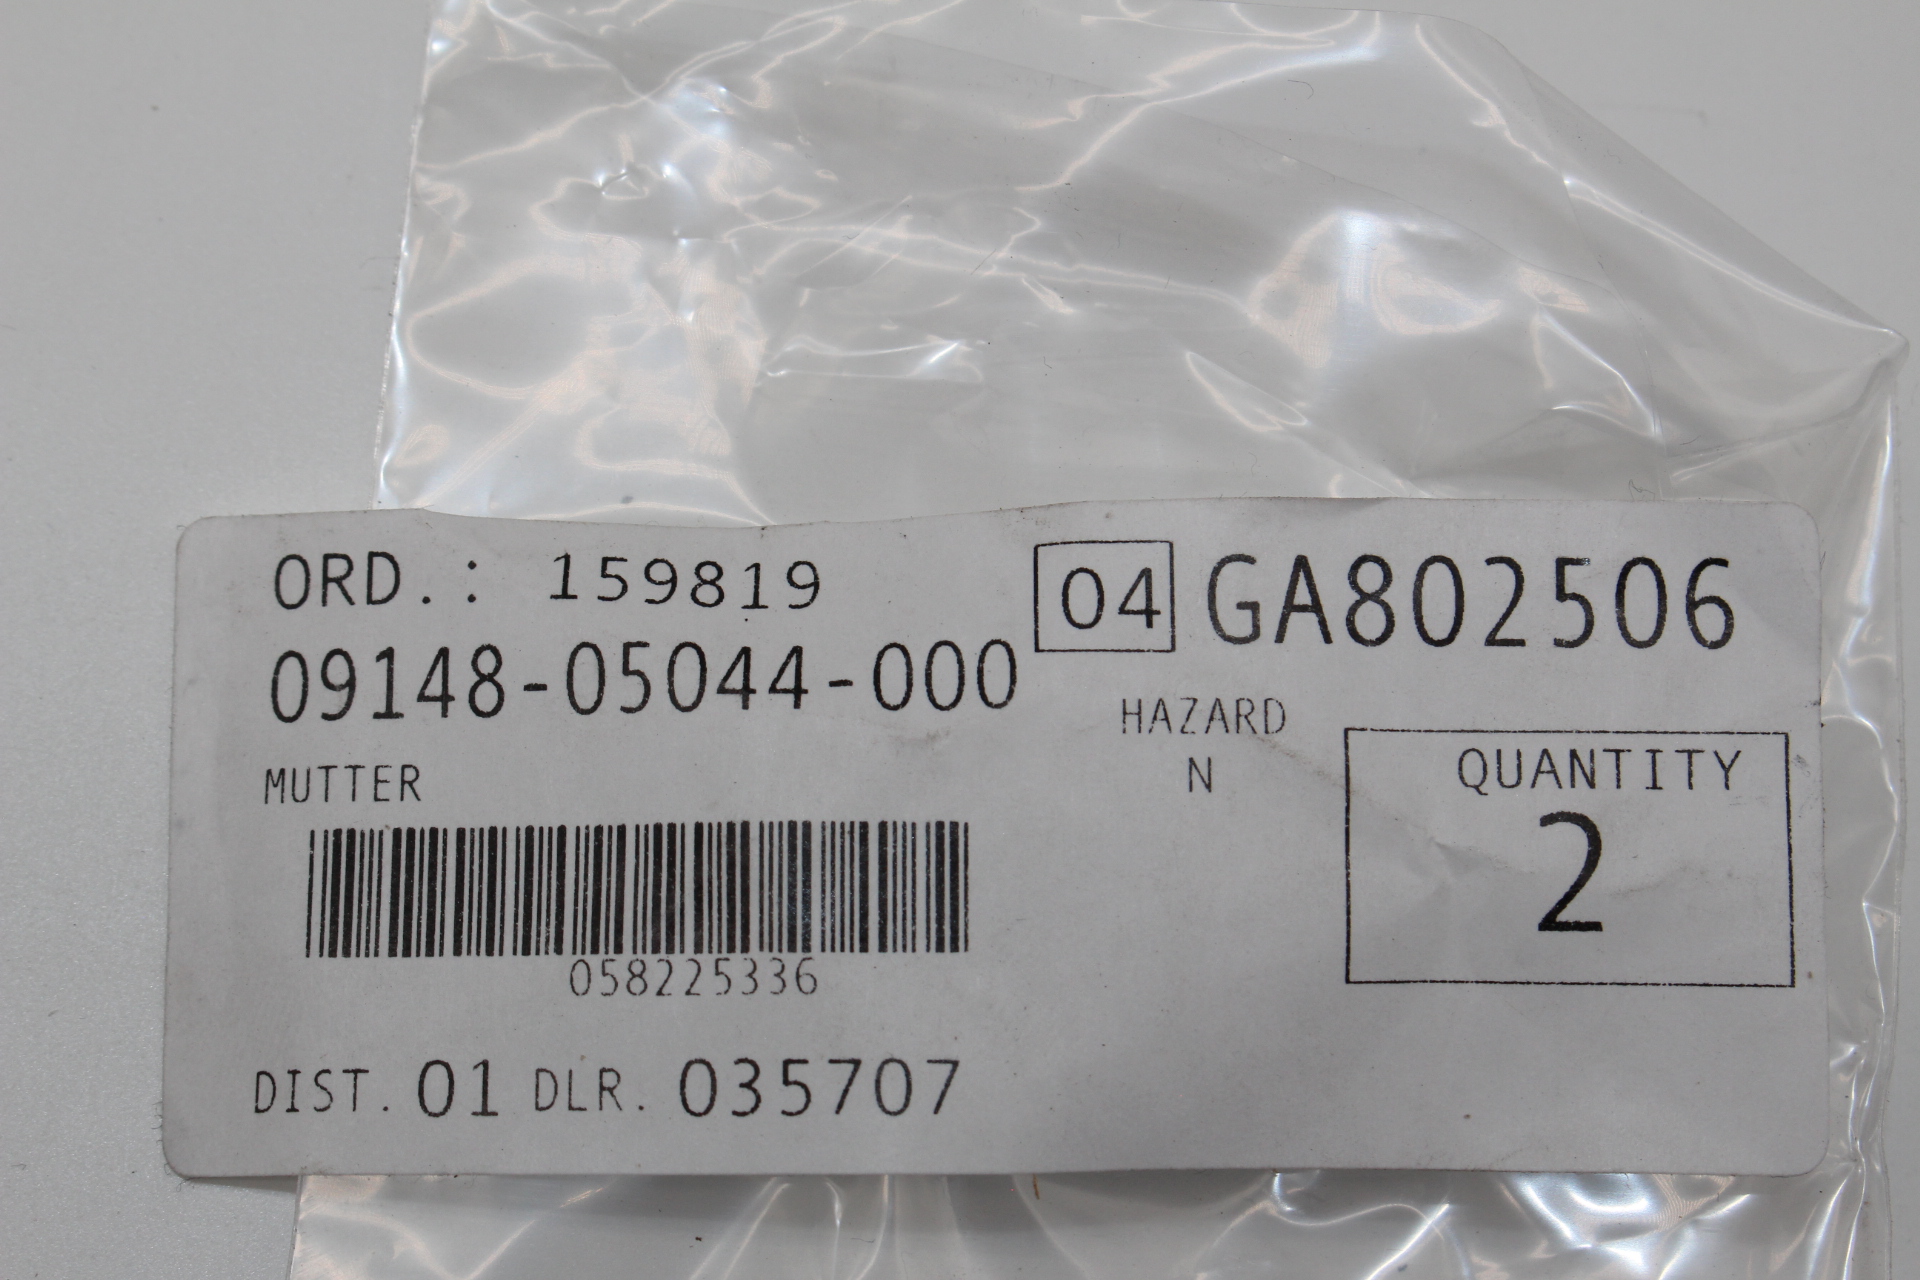 ORD.: 159819
04 GA802506
09148-05044-000
HAZARD
N
MUTTER
QUANTITY
2
058225336
DIST. 01 DLR. 035707